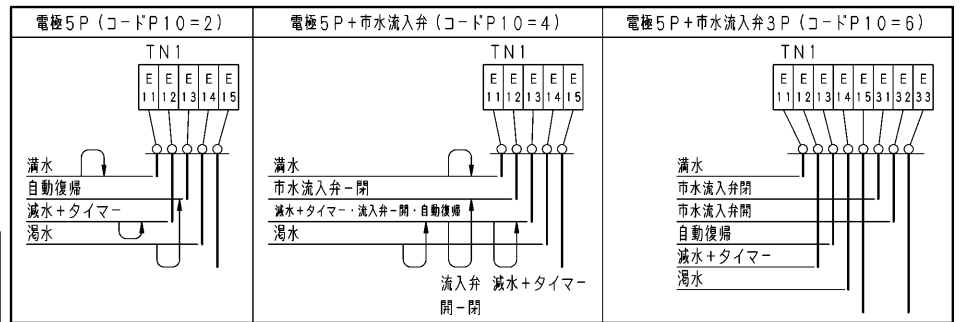 電極5P(コードP10=2)
TN1
E11 E12 E13 E14 E15
満水
自動復帰
減水+タイマー
渇水
電極5P+市水流入弁(コードP10=4)
TN1
E11 E12 E13 E14 E15
満水
市水流入弁-閉
減水+タイマー・流入弁-開・自動復帰
渇水
流入弁 減水+タイマー
開-閉
電極5P+市水流入弁3P(コードP10=6)
TN1
E11 E12 E13 E14 E15 E31 E32 E33
満水
市水流入弁閉
市水流入弁開
自動復帰
減水+タイマー
渇水